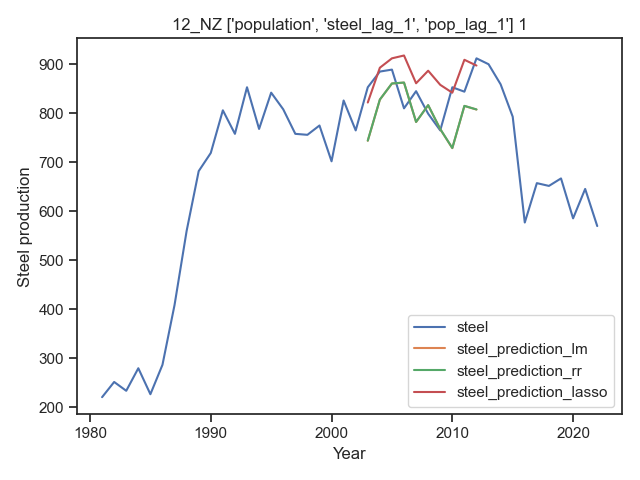 12_NZ ['population', 'steel_lag_1', 'pop_lag_1'] 1
900
800
700
600
500
400
300
200
Steel production
1980
1990
2000
2010
2020
Year
steel
steel_prediction_lm
steel_prediction_rr
steel_prediction_lasso